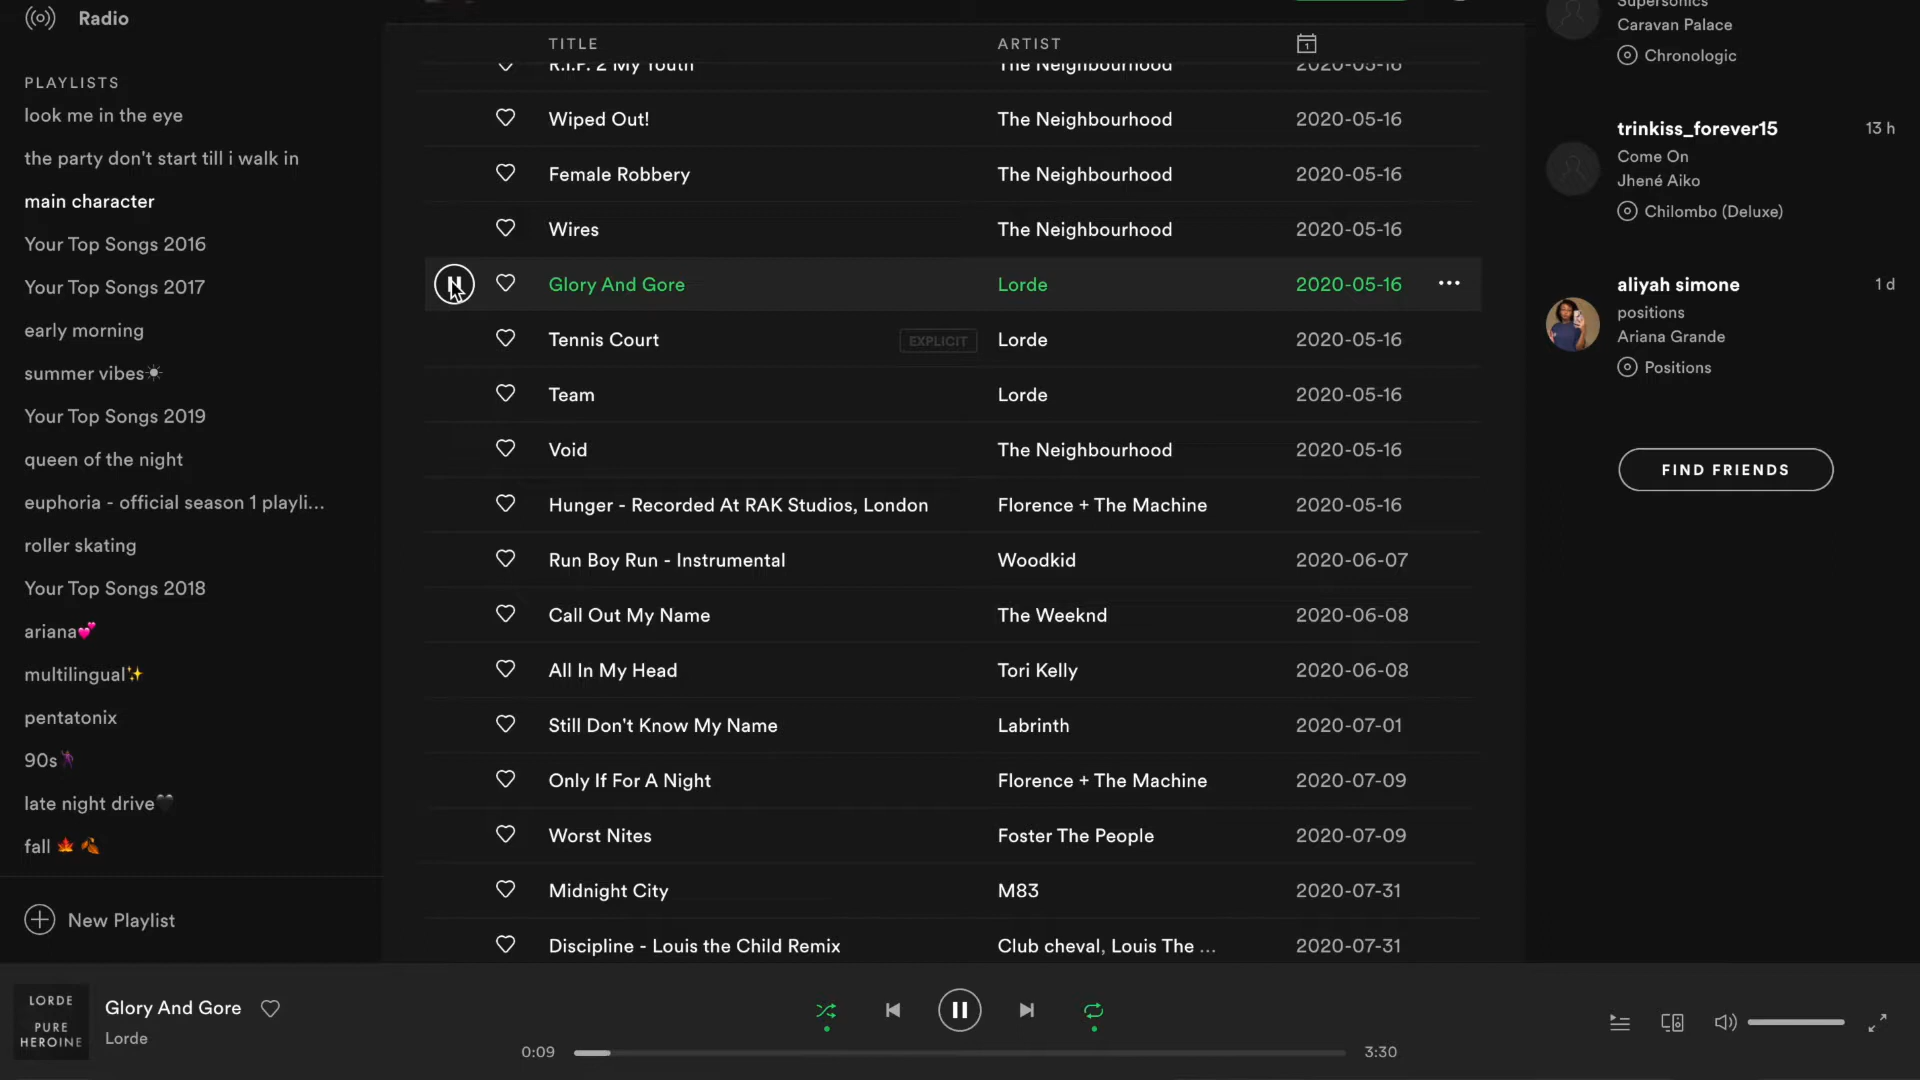 Radio
PLAYLISTS
look me in the eye
the party don't start till i walk in
main character
Your Top Songs 2016
Your Top Songs 2017
early morning
summer vibes☀
Your Top Songs 2019
queen of the night
euphoria - official season 1 playli...
roller skating
Your Top Songs 2018
ariana💕
multilingual✨
pentatonix
90s🕺
late night drive🖤
fall 🍁 🍂
New Playlist
TITLE ARTIST
R.I.P. 2 My Youth The Neighbourhood 2020-05-16
Wiped Out! The Neighbourhood 2020-05-16
Female Robbery The Neighbourhood 2020-05-16
Wires The Neighbourhood 2020-05-16
Glory And Gore Lorde 2020-05-16 •••
Tennis Court EXPLICIT Lorde 2020-05-16
Team Lorde 2020-05-16
Void The Neighbourhood 2020-05-16
Hunger - Recorded At RAK Studios, London Florence + The Machine 2020-05-16
Run Boy Run - Instrumental Woodkid 2020-06-07
Call Out My Name The Weeknd 2020-06-08
All In My Head Tori Kelly 2020-06-08
Still Don't Know My Name Labrinth 2020-07-01
Only If For A Night Florence + The Machine 2020-07-09
Worst Nites Foster The People 2020-07-09
Midnight City M83 2020-07-31
Discipline - Louis the Child Remix Club cheval, Louis The ... 2020-07-31
Supersonics
Caravan Palace
Chronologic
trinkiss_forever15 13 h
Come On
Jhené Aiko
Chilombo (Deluxe)
aliyah simone 1 d
positions
Ariana Grande
Positions
FIND FRIENDS
LORDE
PURE
HEROINE
Glory And Gore
Lorde
0:09 3:30